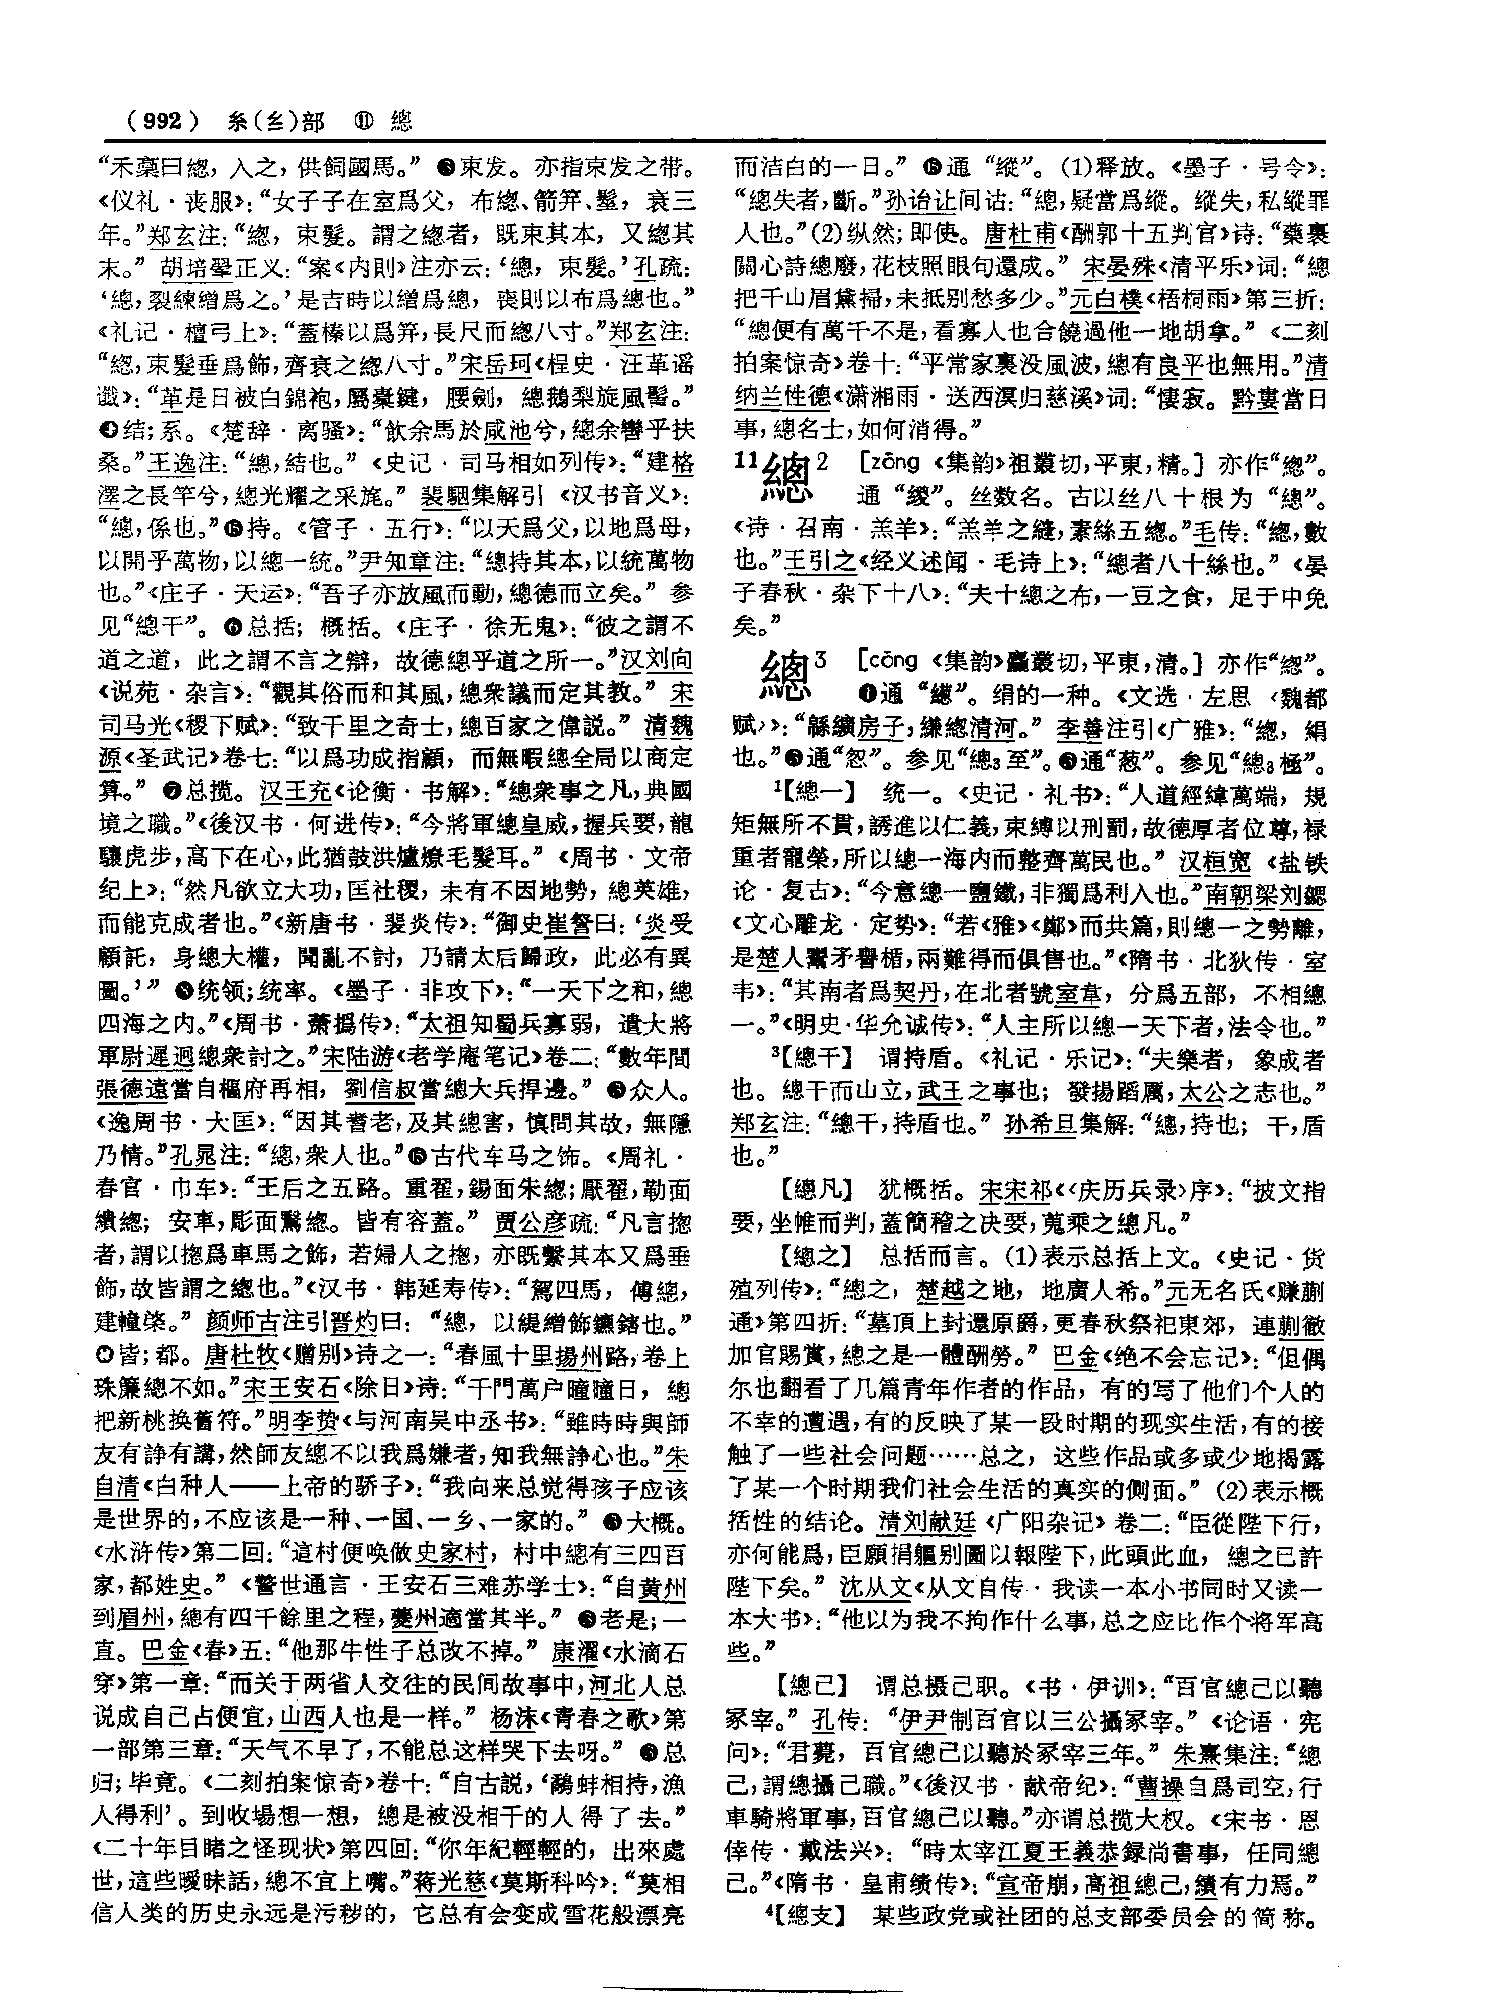 (992) 糸(纟)部 ⑪ 總
“禾稾曰緫，入之，供飼國馬。” ❸束发。亦指束发之带。
《仪礼·丧服》：“女子子在室爲父，布緫、箭笄、髽，衰三
年。”郑玄注：“緫，束髮。謂之緫者，既束其本，又緫其
末。” 胡培翬正义：“案《内則》注亦云：‘總，束髮。’孔疏：
‘總，裂練繒爲之。’是吉時以繒爲總，喪則以布爲總也。”
《礼记·檀弓上》：“蓋榛以爲笄，長尺而總八寸。”郑玄注：
“緫，束髮垂爲飾，齊衰之緫八寸。”宋岳珂《桯史·汪革谣
谶》：“革是日被白錦袍，屬櫜鞬，腰劍，總鵝梨旋風髻。”
❹结；系。《楚辞·离骚》：“飲余馬於咸池兮，總余轡乎扶
桑。”王逸注：“總，結也。”《史记·司马相如列传》：“建格
澤之長竿兮，總光耀之采旄。” 裴駰集解引《汉书音义》：
“總，係也。”❺持。《管子·五行》：“以天爲父，以地爲母，
以開乎萬物，以總一統。”尹知章注：“總持其本，以統萬物
也。”《庄子·天运》：“吾子亦放風而動，總德而立矣。” 参
见“總干”。❻总括；概括。《庄子·徐无鬼》：“彼之謂不
道之道，此之謂不言之辯，故德總乎道之所一。”汉刘向
《说苑·杂言》：“觀其俗而和其風，總衆議而定其教。” 宋
司马光《稷下赋》：“致千里之奇士，總百家之偉説。” 清魏
源《圣武记》卷七：“以爲功成指顧，而無暇總全局以商定
算。” ❼总揽。汉王充《论衡·书解》：“總衆事之凡，典國
境之職。”《後汉书·何进传》：“今將軍總皇威，握兵要，龍
驤虎步，高下在心，此猶鼓洪爐燎毛髮耳。”《周书·文帝
纪上》：“然凡欲立大功，匡社稷，未有不因地勢，總英雄，
而能克成者也。”《新唐书·裴炎传》：“御史崔詧曰：‘炎受
顧託，身總大權，聞亂不討，乃請太后歸政，此必有異
圖。’” ❽统领；统率。《墨子·非攻下》：“一天下之和，總
四海之内。”《周书·萧撝传》：“太祖知蜀兵寡弱，遣大將
軍尉遲迥總衆討之。”宋陆游《老学庵笔记》卷二：“數年間
張德遠當自樞府再相，劉信叔當總大兵捍邊。” ❾众人。
《逸周书·大匡》：“因其耆老，及其總害，慎問其故，無隱
乃情。”孔晁注：“總，衆人也。”❿古代车马之饰。《周礼·
春官·巾车》：“王后之五路。重翟，鍚面朱緫；厭翟，勒面
繢緫；安車，彫面鷖緫。皆有容蓋。” 贾公彦疏：“凡言揔
者，謂以揔爲車馬之飾，若婦人之揔，亦既繫其本又爲垂
飾，故皆謂之緫也。”《汉书·韩延寿传》：“駕四馬，傅總，
建幢棨。” 颜师古注引晋灼曰：“總，以緹繒飾鑣鎋也。”
⓫皆；都。唐杜牧《赠别》诗之一：“春風十里揚州路，卷上
珠簾總不如。”宋王安石《除日》诗：“千門萬户曈曈日，總
把新桃换舊符。”明李贽《与河南吴中丞书》：“雖時時與師
友有諍有講，然師友總不以我爲嫌者，知我無諍心也。”朱
自清《白种人——上帝的骄子》：“我向来总觉得孩子应该
是世界的，不应该是一种、一国、一乡、一家的。” ⓬大概。
《水浒传》第二回：“這村便唤做史家村，村中總有三四百
家，都姓史。”《警世通言·王安石三难苏学士》：“自黄州
到眉州，總有四千餘里之程，夔州適當其半。” ⓭老是；一
直。巴金《春》五：“他那牛性子总改不掉。” 康濯《水滴石
穿》第一章：“而关于两省人交往的民间故事中，河北人总
说成自己占便宜，山西人也是一样。” 杨沫《青春之歌》第
一部第三章：“天气不早了，不能总这样哭下去呀。” ⓮总
归；毕竟。《二刻拍案惊奇》卷十：“自古説，‘鷸蚌相持，漁
人得利’。到收場想一想，總是被没相干的人得了去。”
《二十年目睹之怪现状》第四回：“你年紀輕輕的，出來處
世，這些曖昧話，總不宜上嘴。”蒋光慈《莫斯科吟》：“莫相
信人类的历史永远是污秽的，它总有会变成雪花般漂亮
而洁白的一日。” ⓯通“縱”。(1)释放。《墨子·号令》：
“總失者，斷。”孙诒让间诂：“總，疑當爲縱。縱失，私縱罪
人也。”(2)纵然；即使。唐杜甫《酬郭十五判官》诗：“藥裹
關心詩總廢，花枝照眼句還成。” 宋晏殊《清平乐》词：“總
把千山眉黛掃，未抵别愁多少。”元白樸《梧桐雨》第三折：
“總便有萬千不是，看寡人也合饒過他一地胡拿。”《二刻
拍案惊奇》卷十：“平常家裏没風波，總有良平也無用。”清
纳兰性德《潇湘雨·送西溟归慈溪》词：“悽寂。黔婁當日
事，總名士，如何消得。”
11總2 [zōng《集韵》祖叢切，平東，精。] 亦作“緫”。
通“緵”。丝数名。古以丝八十根为“總”。
《诗·召南·羔羊》：“羔羊之縫，素絲五總。”毛传：“總，數
也。”王引之《经义述闻·毛诗上》：“總者八十絲也。”《晏
子春秋·杂下十八》：“夫十總之布，一豆之食，足于中免
矣。”
總3 [cōng《集韵》麤叢切，平東，清。] 亦作“緫”。
❶通“繱”。绢的一种。《文选·左思〈魏都
赋〉》：“緜纊房子，縑緫清河。” 李善注引《广雅》：“總，絹
也。”❷通“怱”。参见“總3至”。❸通“葱”。参见“總3極”。
1【總一】 统一。《史记·礼书》：“人道經緯萬端，規
矩無所不貫，誘進以仁義，束縛以刑罰，故德厚者位尊，禄
重者寵榮，所以總一海内而整齊萬民也。” 汉桓宽《盐铁
论·复古》：“今意總一鹽鐵，非獨爲利入也。”南朝梁刘勰
《文心雕龙·定势》：“若《雅》《鄭》而共篇，則總一之勢離，
是楚人鬻矛譽楯，兩難得而俱售也。”《隋书·北狄传·室
韦》：“其南者爲契丹，在北者號室韋，分爲五部，不相總
一。”《明史·华允诚传》：“人主所以總一天下者，法令也。”
3【總干】 谓持盾。《礼记·乐记》：“夫樂者，象成者
也。總干而山立，武王之事也；發揚蹈厲，太公之志也。”
郑玄注：“總干，持盾也。” 孙希旦集解：“總，持也；干，盾
也。”
【總凡】 犹概括。宋宋祁《〈庆历兵录〉序》：“披文指
要，坐帷而判，蓋簡稽之决要，蒐乘之總凡。”
【總之】 总括而言。(1)表示总括上文。《史记·货
殖列传》：“總之，楚越之地，地廣人希。”元无名氏《赚蒯
通》第四折：“墓頂上封還原爵，更春秋祭祀東郊，連蒯徹
加官賜賞，總之是一體酬勞。” 巴金《绝不会忘记》：“但偶
尔也翻看了几篇青年作者的作品，有的写了他们个人的
不幸的遭遇，有的反映了某一段时期的现实生活，有的接
触了一些社会问题……总之，这些作品或多或少地揭露
了某一个时期我们社会生活的真实的侧面。” (2)表示概
括性的结论。清刘献廷《广阳杂记》卷二：“臣從陛下行，
亦何能爲，臣願捐軀别圖以報陛下，此頭此血，總之已許
陛下矣。” 沈从文《从文自传·我读一本小书同时又读一
本大书》：“他以为我不拘作什么事，总之应比作个将军高
些。”
【總己】 谓总摄己职。《书·伊训》：“百官總己以聽
冢宰。” 孔传：“伊尹制百官以三公攝冢宰。”《论语·宪
问》：“君薨，百官總己以聽於冢宰三年。” 朱熹集注：“總
己，謂總攝己職。”《後汉书·献帝纪》：“曹操自爲司空，行
車騎將軍事，百官總己以聽。”亦谓总揽大权。《宋书·恩
倖传·戴法兴》：“時太宰江夏王義恭録尚書事，任同總
己。”《隋书·皇甫绩传》：“宣帝崩，高祖總己，績有力焉。”
4【總支】 某些政党或社团的总支部委员会的简称。